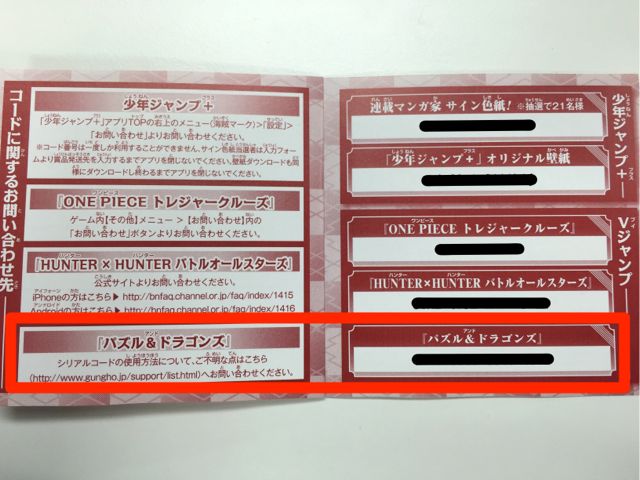 コードに関するお問い合わせ先
少年ジャンプ＋
「少年ジャンプ＋」アプリTOPの右上のメニュー(海賊マーク)>「設定」>
「お問い合わせ」よりお問い合わせください。
※コード番号は一度しか利用することができません。サイン色紙当選者は入力フォ
ームより賞品発送先を入力するまでアプリを閉じないでください。壁紙ダウンロードも同
様にダウンロードし終わるまでアプリを閉じないでください。
『ONE PIECE トレジャークルーズ』
ゲーム内【その他】メニュー > 【お問い合わせ】内の
「お問い合わせ」ボタンよりお問い合わせください。
『HUNTER×HUNTER バトルオールスターズ』
公式サイトよりお問い合わせください。
iPhoneの方はこちら▶ http://bnfaq.channel.or.jp/faq/index/1415
Androidの方はこちら▶ http://bnfaq.channel.or.jp/faq/index/1416
『パズル＆ドラゴンズ』
シリアルコードの使用方法について、ご不明な点はこちら
(http://www.gungho.jp/support/list.html)へお問い合わせください。
連載マンガ家 サイン色紙! ※抽選で21名様
「少年ジャンプ＋」オリジナル壁紙
『ONE PIECE トレジャークルーズ』
『HUNTER×HUNTER バトルオールスターズ』
『パズル＆ドラゴンズ』
少年ジャンプ＋
Vジャンプ